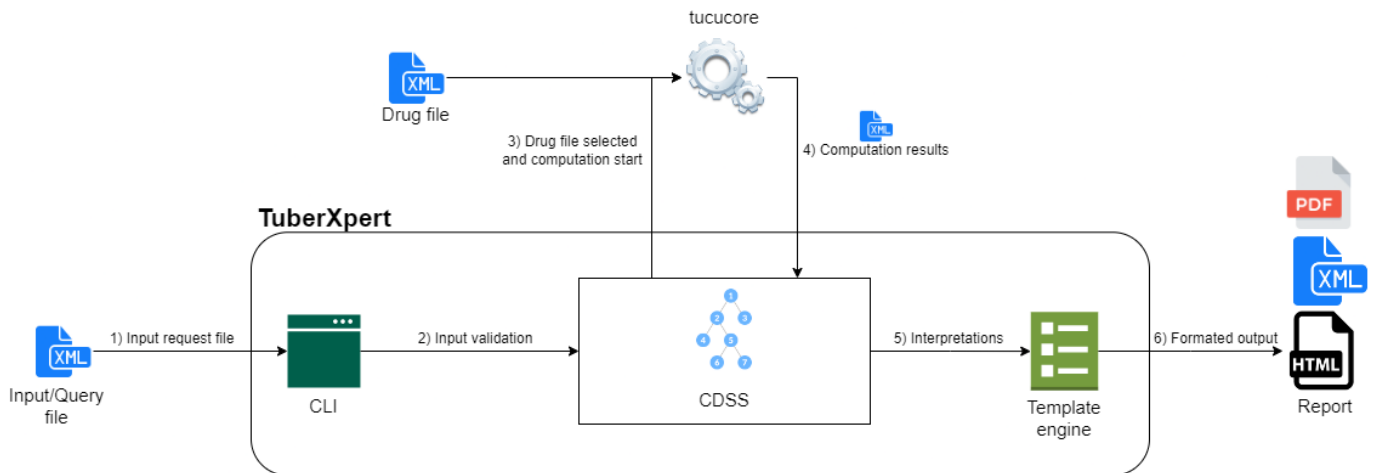 tucucore
XML
Drug file
3) Drug file selected
and computation start
XML
4) Computation results
PDF
TuberXpert
XML
1
2
3
4
5
6
7
XML
1) Input request file
2) Input validation
5) Interpretations
6) Formated output
HTML
Input/Query
file
CLI
CDSS
Template
engine
Report